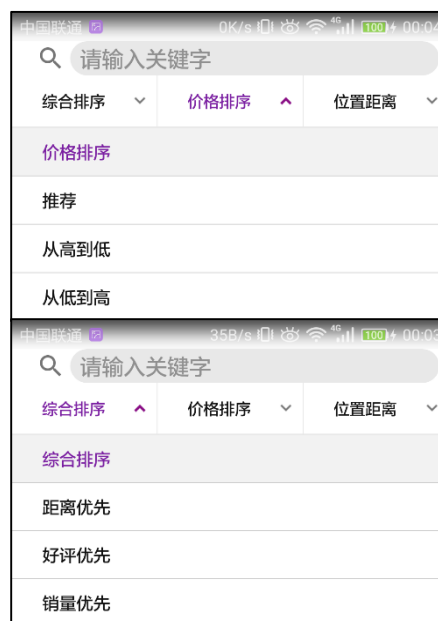 中国联通 0K/s 4G 100 00:04
请输入关键字
综合排序 价格排序 位置距离
价格排序
推荐
从高到低
从低到高
中国联通 35B/s 4G 100 00:03
请输入关键字
综合排序 价格排序 位置距离
综合排序
距离优先
好评优先
销量优先